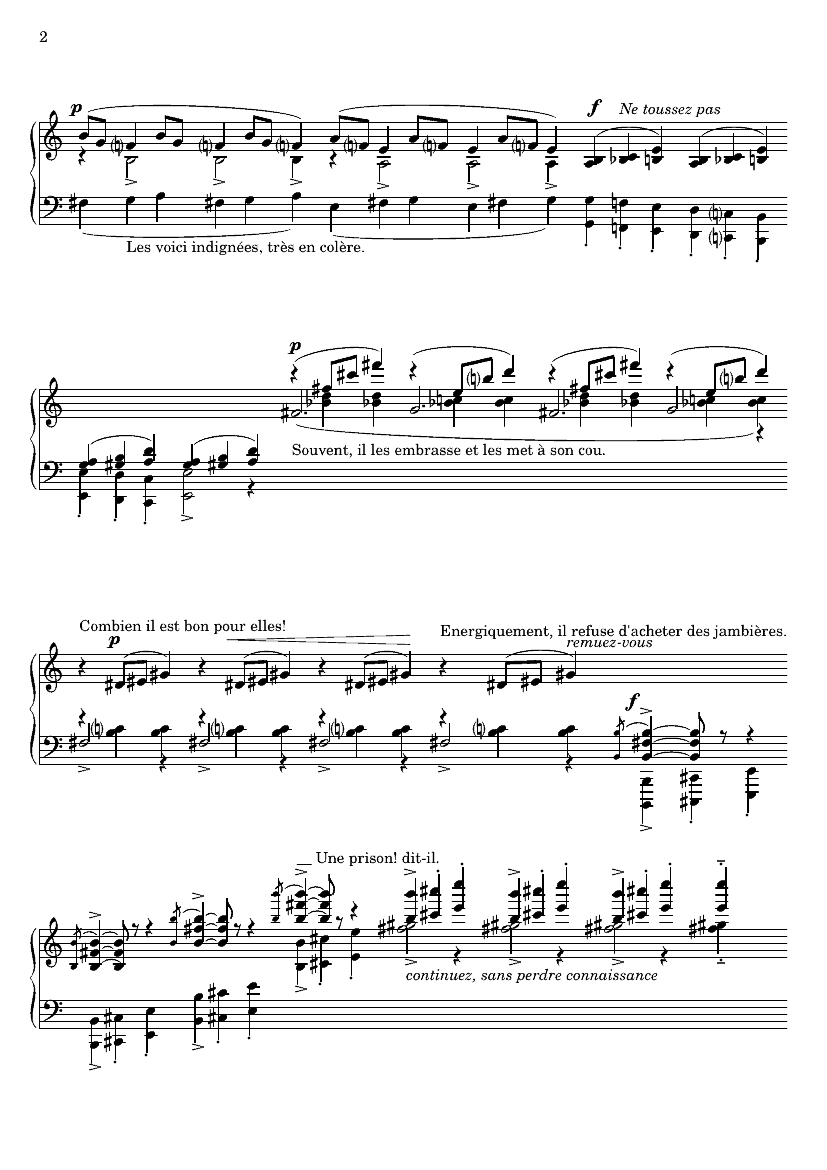 2
p
f Ne toussez pas
Les voici indignées, très en colère.
p
Souvent, il les embrasse et les met à son cou.
Combien il est bon pour elles!
Energiquement, il refuse d'acheter des jambières.
p
remuez-vous
f
__ Une prison! dit-il.
continuez, sans perdre connaissance